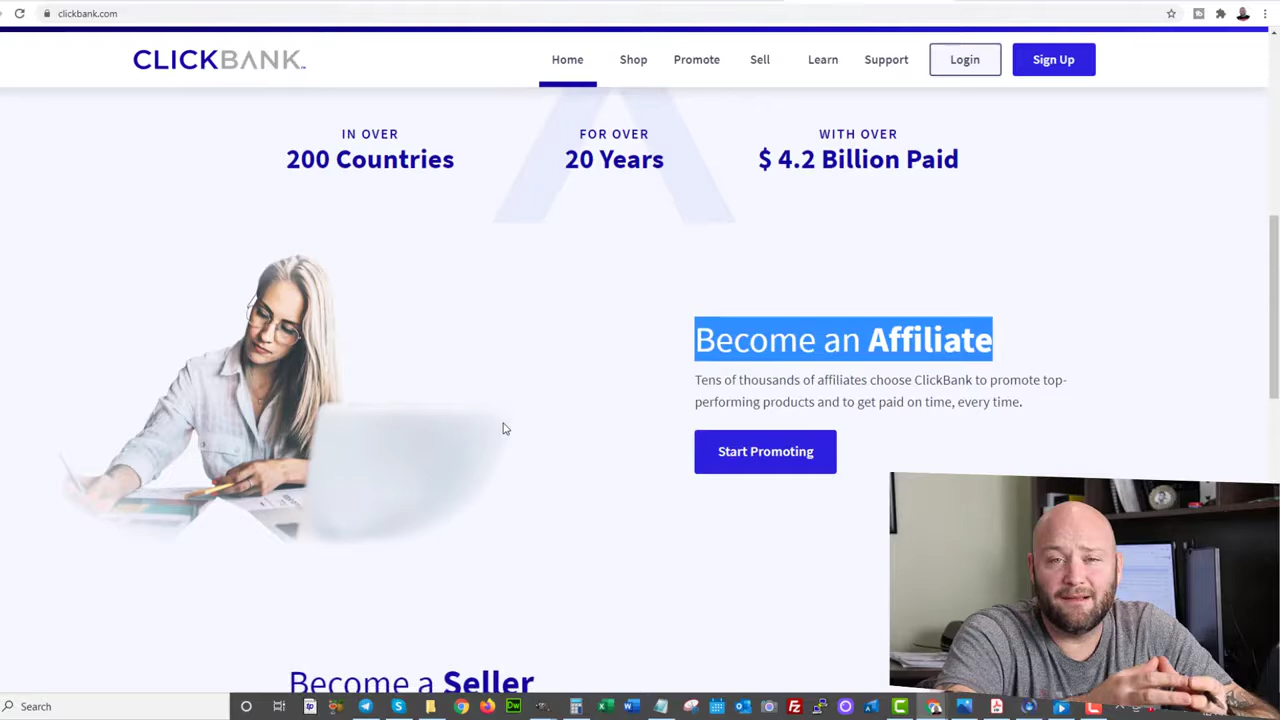 clickbank.com
CLICKBANK
Home Shop Promote Sell Learn Support Login Sign Up
IN OVER FOR OVER WITH OVER
200 Countries 20 Years $ 4.2 Billion Paid
Become an Affiliate
Tens of thousands of affiliates choose ClickBank to promote top-
performing products and to get paid on time, every time.
Start Promoting
Become a Seller
Search